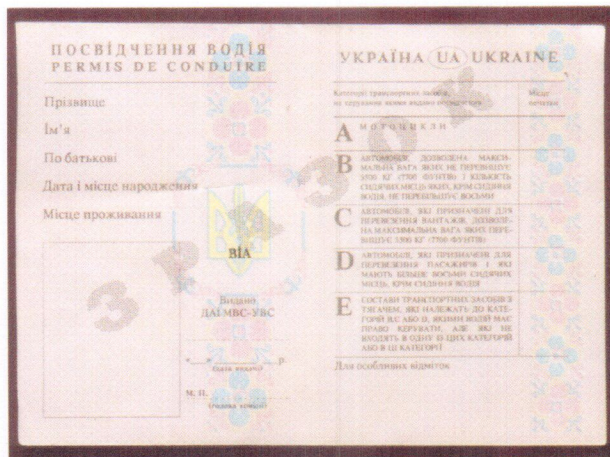 ПОСВІДЧЕННЯ ВОДІЯ
PERMIS DE CONDUIRE
Прізвище
Ім'я
По батькові
Дата і місце народження
Місце проживання
ВІА
Видано
ДАІ МВС-УВС
«__» р.
(дата видачі)
М. П.
УКРАЇНА UA UKRAINE
Категорії транспортних засобів,
на керування якими видано посвідчення
Місце
печатки
A МОТОЦИКЛИ
B АВТОМОБІЛІ, ДОЗВОЛЕНА МАКСИ-
МАЛЬНА ВАГА ЯКИХ НЕ ПЕРЕВИЩУЄ
3500 КГ (7700 ФУНТІВ) І КІЛЬКІСТЬ
СИДЯЧИХ МІСЦЬ ЯКИХ, КРІМ СИДІННЯ
ВОДІЯ, НЕ ПЕРЕВИЩУЄ ВОСЬМИ
C АВТОМОБІЛІ, ЯКІ ПРИЗНАЧЕНІ ДЛЯ
ПЕРЕВЕЗЕННЯ ВАНТАЖІВ, ДОЗВОЛЕ-
НА МАКСИМАЛЬНА ВАГА ЯКИХ ПЕРЕ-
ВИЩУЄ 3500 КГ (7700 ФУНТІВ)
D АВТОМОБІЛІ, ЯКІ ПРИЗНАЧЕНІ ДЛЯ
ПЕРЕВЕЗЕННЯ ПАСАЖИРІВ І ЯКІ
МАЮТЬ БІЛЬШЕ ВОСЬМИ СИДЯЧИХ
МІСЦЬ, КРІМ СИДІННЯ ВОДІЯ
E СОСТАВИ ТРАНСПОРТНИХ ЗАСОБІВ З
ТЯГАЧЕМ, ЯКІ НАЛЕЖАТЬ ДО КАТЕ-
ГОРІЙ В,С АБО D, ЯКИМИ ВОДІЙ МАЄ
ПРАВО КЕРУВАТИ, АЛЕ ЯКІ НЕ
ВХОДЯТЬ В ОДНУ ІЗ ЦИХ КАТЕГОРІЙ
АБО В ЦІ КАТЕГОРІЇ
Для особливих відміток
ЗРАЗОК